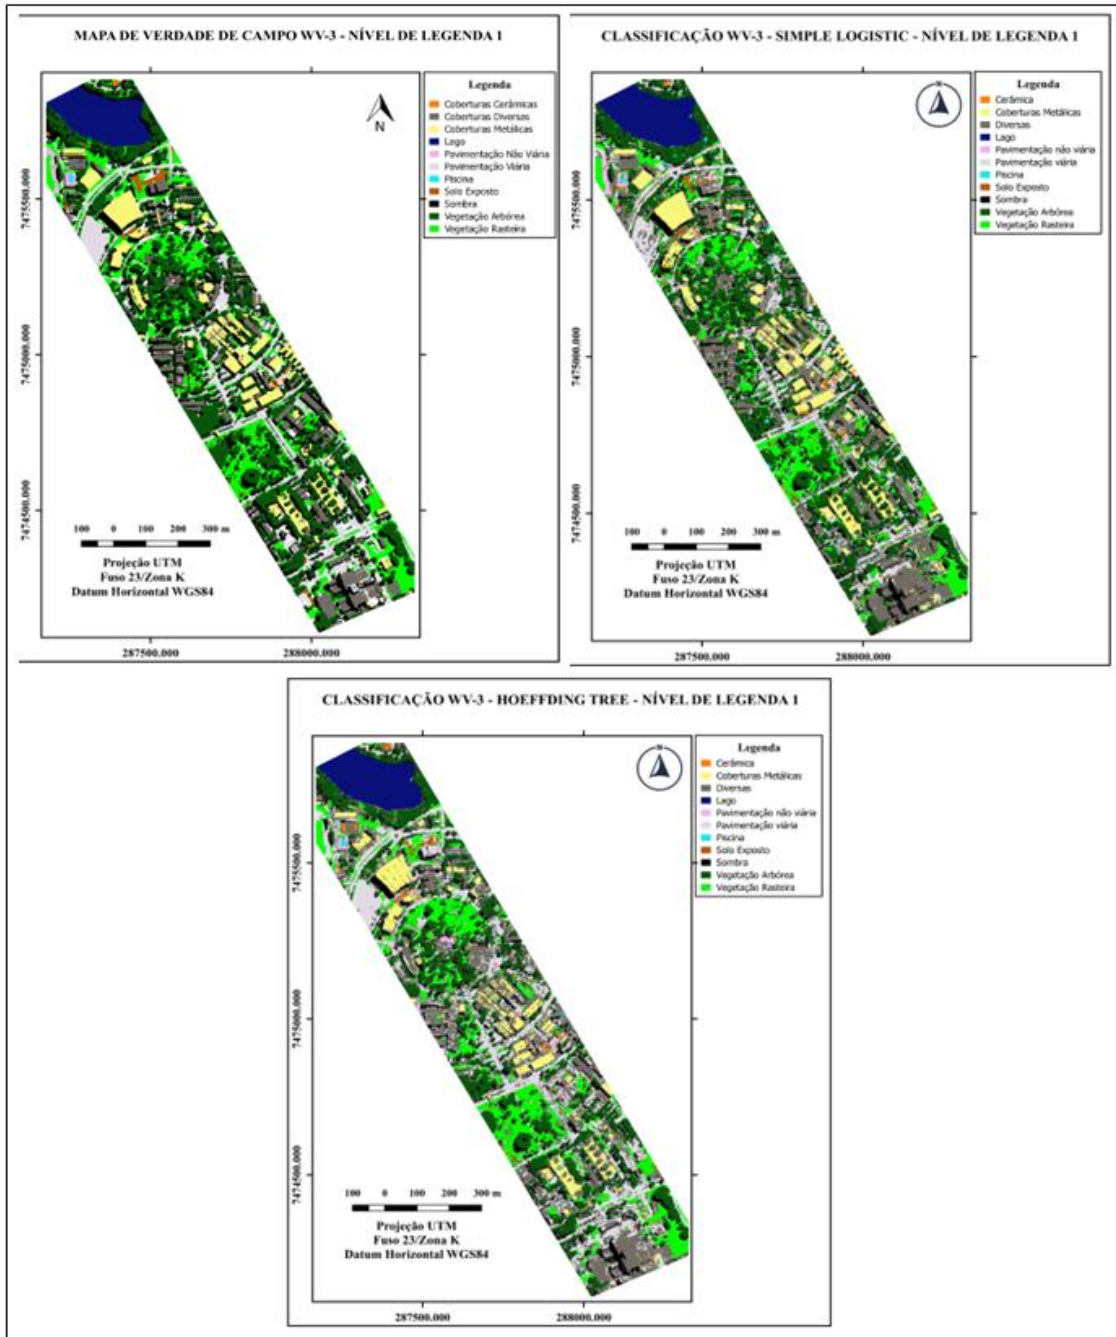 MAPA DE VERDADE DE CAMPO WV-3 - NÍVEL DE LEGENDA 1
Legenda
Coberturas Cerâmicas
Coberturas Diversas
Coberturas Metálicas
Lago
Pavimentação Não Viária
Pavimentação Viária
Piscina
Solo Exposto
Sombra
Vegetação Arbórea
Vegetação Rasteira
N
7475500.000
7475000.000
7474500.000
100 0 100 200 300 m
Projeção UTM
Fuso 23/Zona K
Datum Horizontal WGS84
287500.000 288000.000
CLASSIFICAÇÃO WV-3 - SIMPLE LOGISTIC - NÍVEL DE LEGENDA 1
N
Legenda
Cerâmica
Coberturas Metálicas
Diversas
Lago
Pavimentação não viária
Pavimentação viária
Piscina
Solo Exposto
Sombra
Vegetação Arbórea
Vegetação Rasteira
7475500.000
7475000.000
7474500.000
100 0 100 200 300 m
Projeção UTM
Fuso 23/Zona K
Datum Horizontal WGS84
287500.000 288000.000
CLASSIFICAÇÃO WV-3 - HOEFFDING TREE - NÍVEL DE LEGENDA 1
N
Legenda
Cerâmica
Coberturas Metálicas
Diversas
Lago
Pavimentação não viária
Pavimentação viária
Piscina
Solo Exposto
Sombra
Vegetação Arbórea
Vegetação Rasteira
7475500.000
7475000.000
7474500.000
100 0 100 200 300 m
Projeção UTM
Fuso 23/Zona K
Datum Horizontal WGS84
287500.000 288000.000